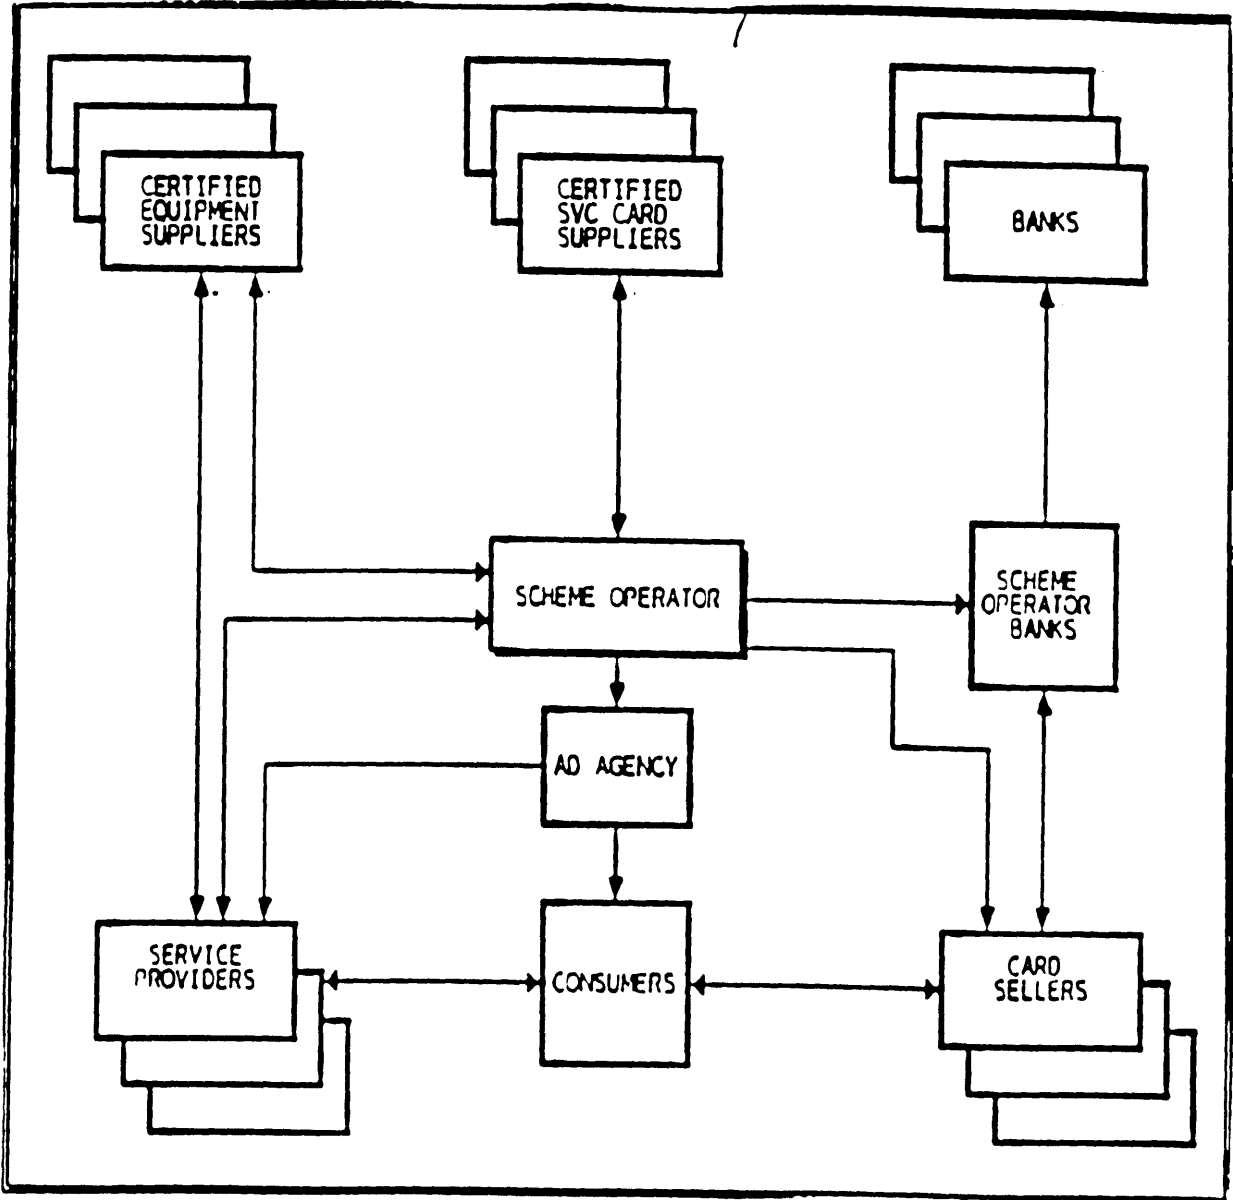 CERTIFIED
EQUIPMENT
SUPPLIERS
CERTIFIED
SVC CARD
SUPPLIERS
BANKS
SCHEME OPERATOR
SCHEME
OPERATOR
BANKS
AD AGENCY
SERVICE
PROVIDERS
CONSUMERS
CARD
SELLERS